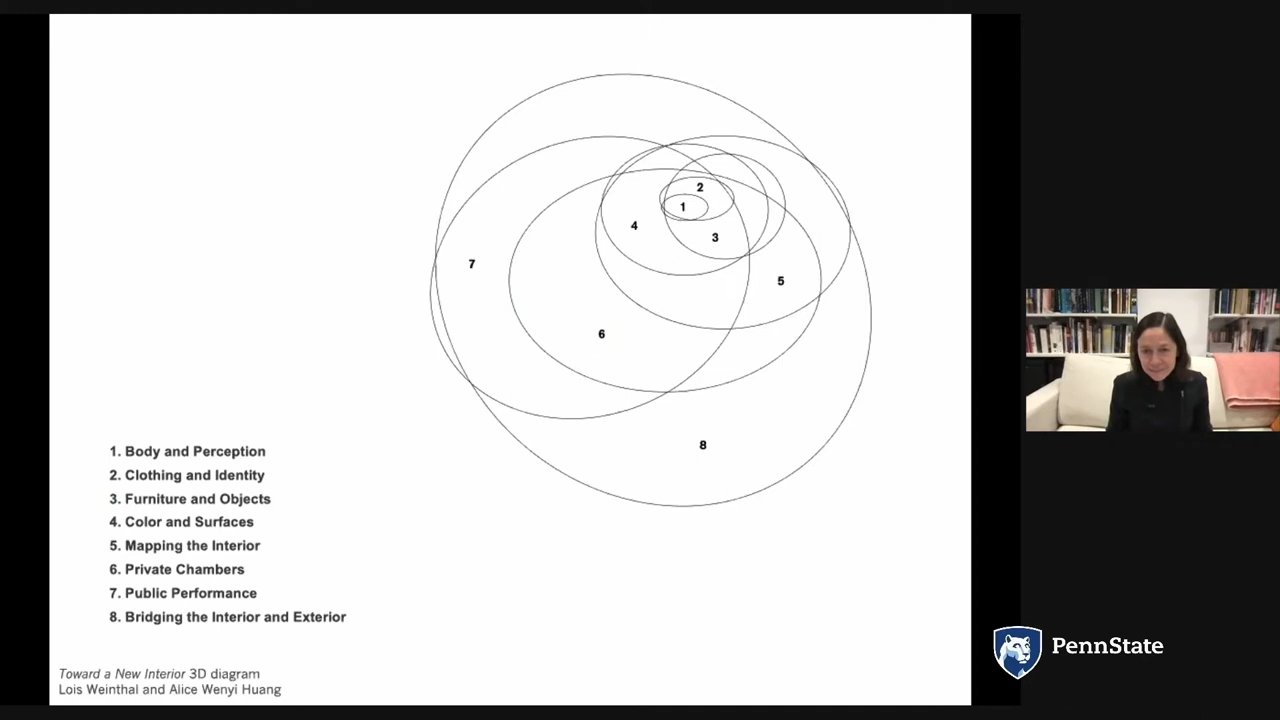 2
1
4
3
7
5
6
8
1. Body and Perception
2. Clothing and Identity
3. Furniture and Objects
4. Color and Surfaces
5. Mapping the Interior
6. Private Chambers
7. Public Performance
8. Bridging the Interior and Exterior
Toward a New Interior 3D diagram
Lois Weinthal and Alice Wenyi Huang
PennState